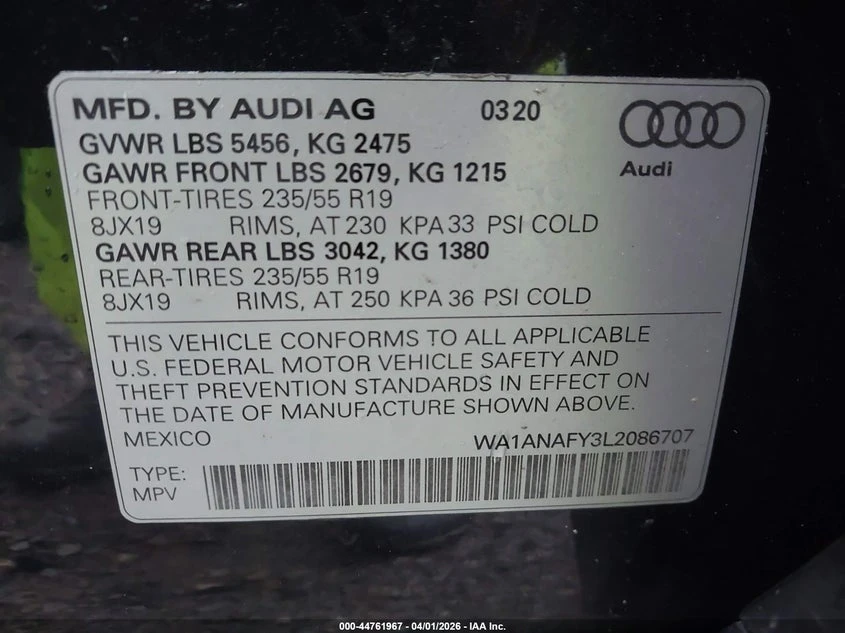 MFD. BY AUDI AG 0320
Audi
GVWR LBS 5456, KG 2475
GAWR FRONT LBS 2679, KG 1215
FRONT-TIRES 235/55 R19
8JX19 RIMS, AT 230 KPA 33 PSI COLD
GAWR REAR LBS 3042, KG 1380
REAR-TIRES 235/55 R19
8JX19 RIMS, AT 250 KPA 36 PSI COLD
THIS VEHICLE CONFORMS TO ALL APPLICABLE
U.S. FEDERAL MOTOR VEHICLE SAFETY AND
THEFT PREVENTION STANDARDS IN EFFECT ON
THE DATE OF MANUFACTURE SHOWN ABOVE.
MEXICO WA1ANAFY3L2086707
TYPE:
MPV
000-44761967 - 04/01/2026 - IAA Inc.